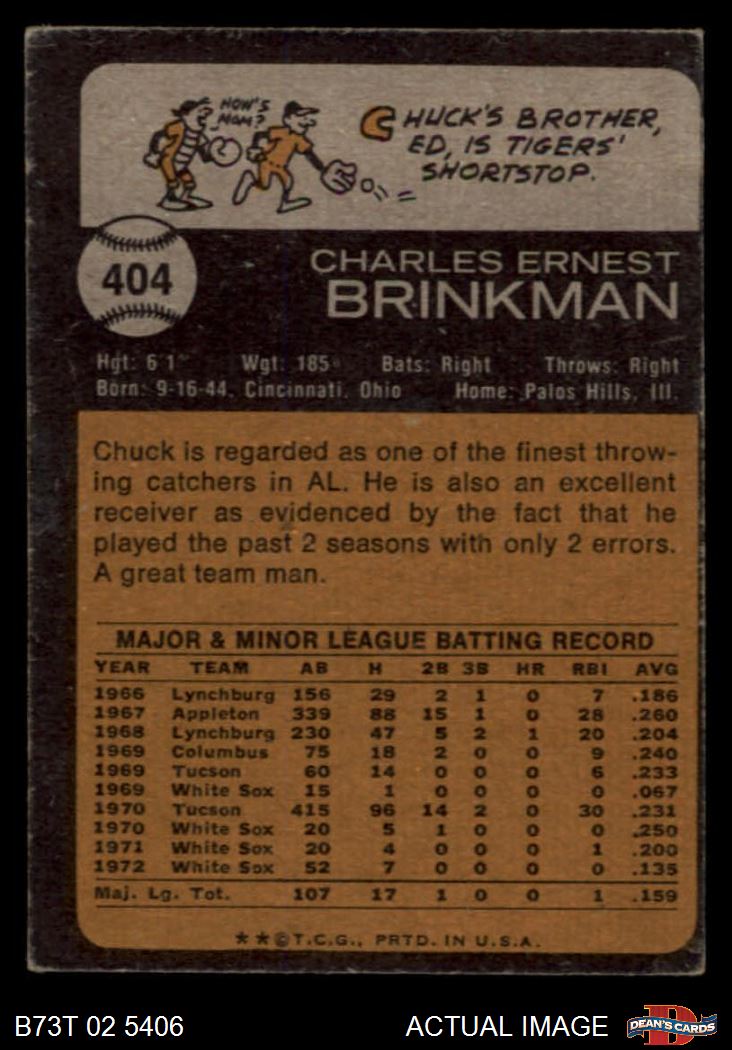 HOW'S
MOM?
CHUCK'S BROTHER,
ED, IS TIGERS'
SHORTSTOP.
404
CHARLES ERNEST
BRINKMAN
Hgt: 6'1" Wgt: 185 Bats: Right Throws: Right
Born: 9-16-44, Cincinnati, Ohio Home: Palos Hills, Ill.
Chuck is regarded as one of the finest throw-
ing catchers in AL. He is also an excellent
receiver as evidenced by the fact that he
played the past 2 seasons with only 2 errors.
A great team man.
MAJOR & MINOR LEAGUE BATTING RECORD
YEAR TEAM AB H 2B 3B HR RBI AVG
1966 Lynchburg 156 29 2 1 0 7 .186
1967 Appleton 339 88 15 1 0 28 .260
1968 Lynchburg 230 47 5 2 1 20 .204
1969 Columbus 75 18 2 0 0 9 .240
1969 Tucson 60 14 0 0 0 6 .233
1969 White Sox 15 1 0 0 0 0 .067
1970 Tucson 415 96 14 2 0 30 .231
1970 White Sox 20 5 1 0 0 0 .250
1971 White Sox 20 4 0 0 0 1 .200
1972 White Sox 52 7 0 0 0 0 .135
Maj. Lg. Tot. 107 17 1 0 0 1 .159
**©T.C.G., PRTD. IN U.S.A.
B73T 02 5406 ACTUAL IMAGE D DEAN'S CARDS